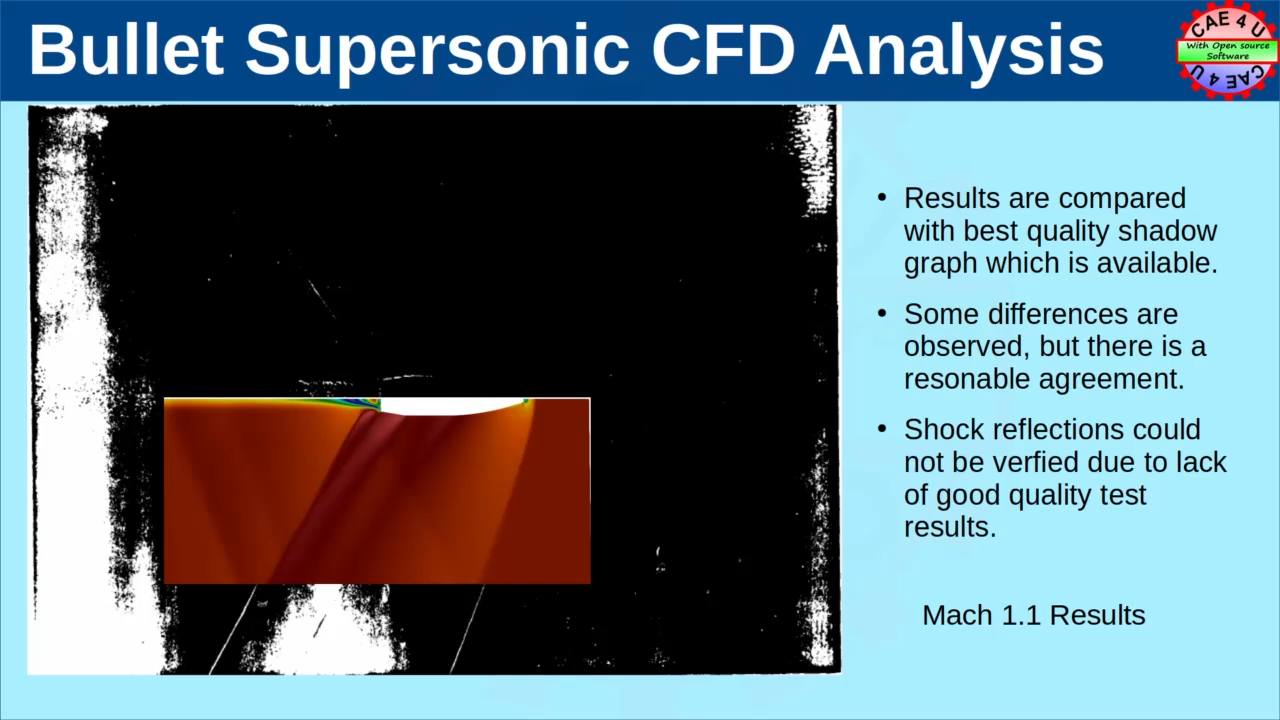 Bullet Supersonic CFD Analysis
CAE 4 U
With Open source
Software
CAE 4 U
• Results are compared
with best quality shadow
graph which is available.
• Some differences are
observed, but there is a
resonable agreement.
• Shock reflections could
not be verfied due to lack
of good quality test
results.
Mach 1.1 Results